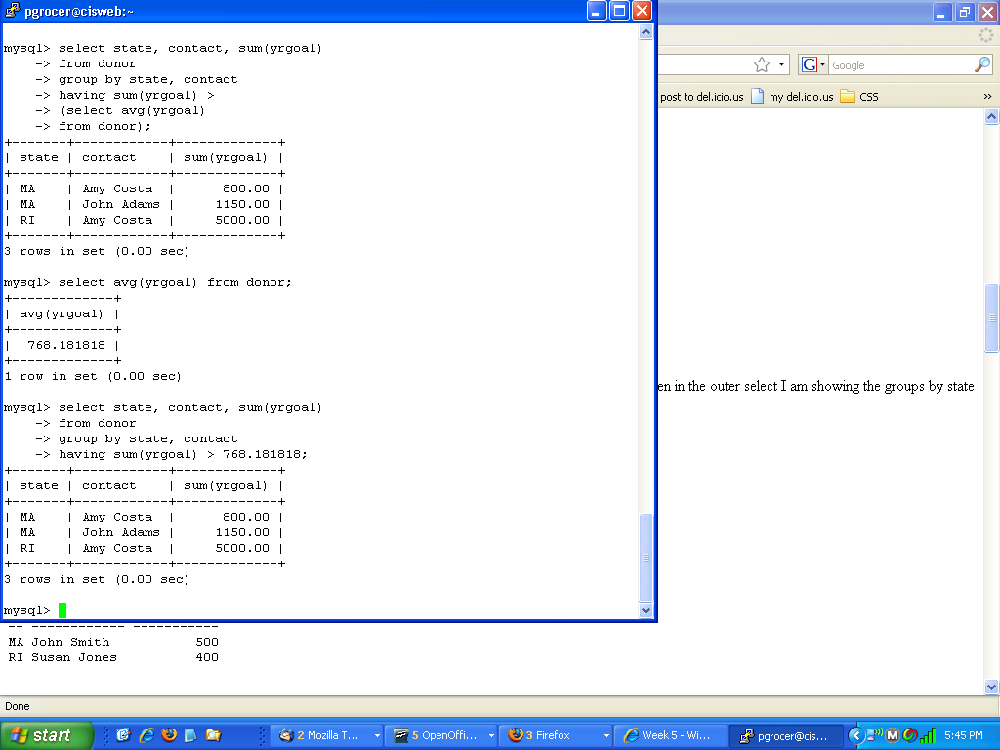 pgrocer@cisweb:~
mysql> select state, contact, sum(yrgoal)
-> from donor
-> group by state, contact
-> having sum(yrgoal) >
-> (select avg(yrgoal)
-> from donor);
+-------+------------+-------------+
| state | contact    | sum(yrgoal) |
+-------+------------+-------------+
| MA    | Amy Costa  |      800.00 |
| MA    | John Adams |     1150.00 |
| RI    | Amy Costa  |     5000.00 |
+-------+------------+-------------+
3 rows in set (0.00 sec)
mysql> select avg(yrgoal) from donor;
+-------------+
| avg(yrgoal) |
+-------------+
|  768.181818 |
+-------------+
1 row in set (0.00 sec)
mysql> select state, contact, sum(yrgoal)
-> from donor
-> group by state, contact
-> having sum(yrgoal) > 768.181818;
+-------+------------+-------------+
| state | contact    | sum(yrgoal) |
+-------+------------+-------------+
| MA    | Amy Costa  |      800.00 |
| MA    | John Adams |     1150.00 |
| RI    | Amy Costa  |     5000.00 |
+-------+------------+-------------+
3 rows in set (0.00 sec)
mysql>
G Google
post to del.icio.us my del.icio.us CSS »
en in the outer select I am showing the groups by state
-- ------------ -----------
MA John Smith 500
RI Susan Jones 400
Done
start 2 Mozilla T... 5 OpenOffi... 3 Firefox Week 5 - Wi... pgrocer@cis... M 5:45 PM